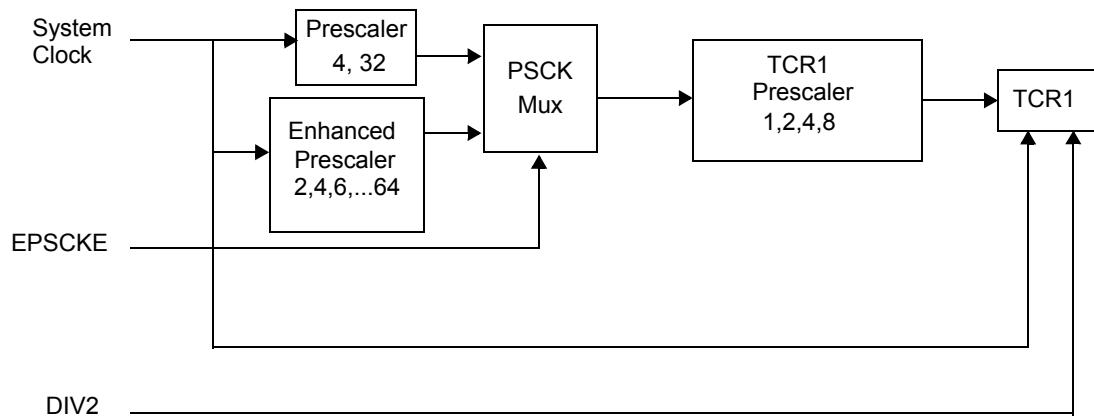 System
Clock
Prescaler
4, 32
PSCK
Mux
TCR1
Prescaler
1,2,4,8
TCR1
Enhanced
Prescaler
2,4,6,...64
EPSCKE
DIV2